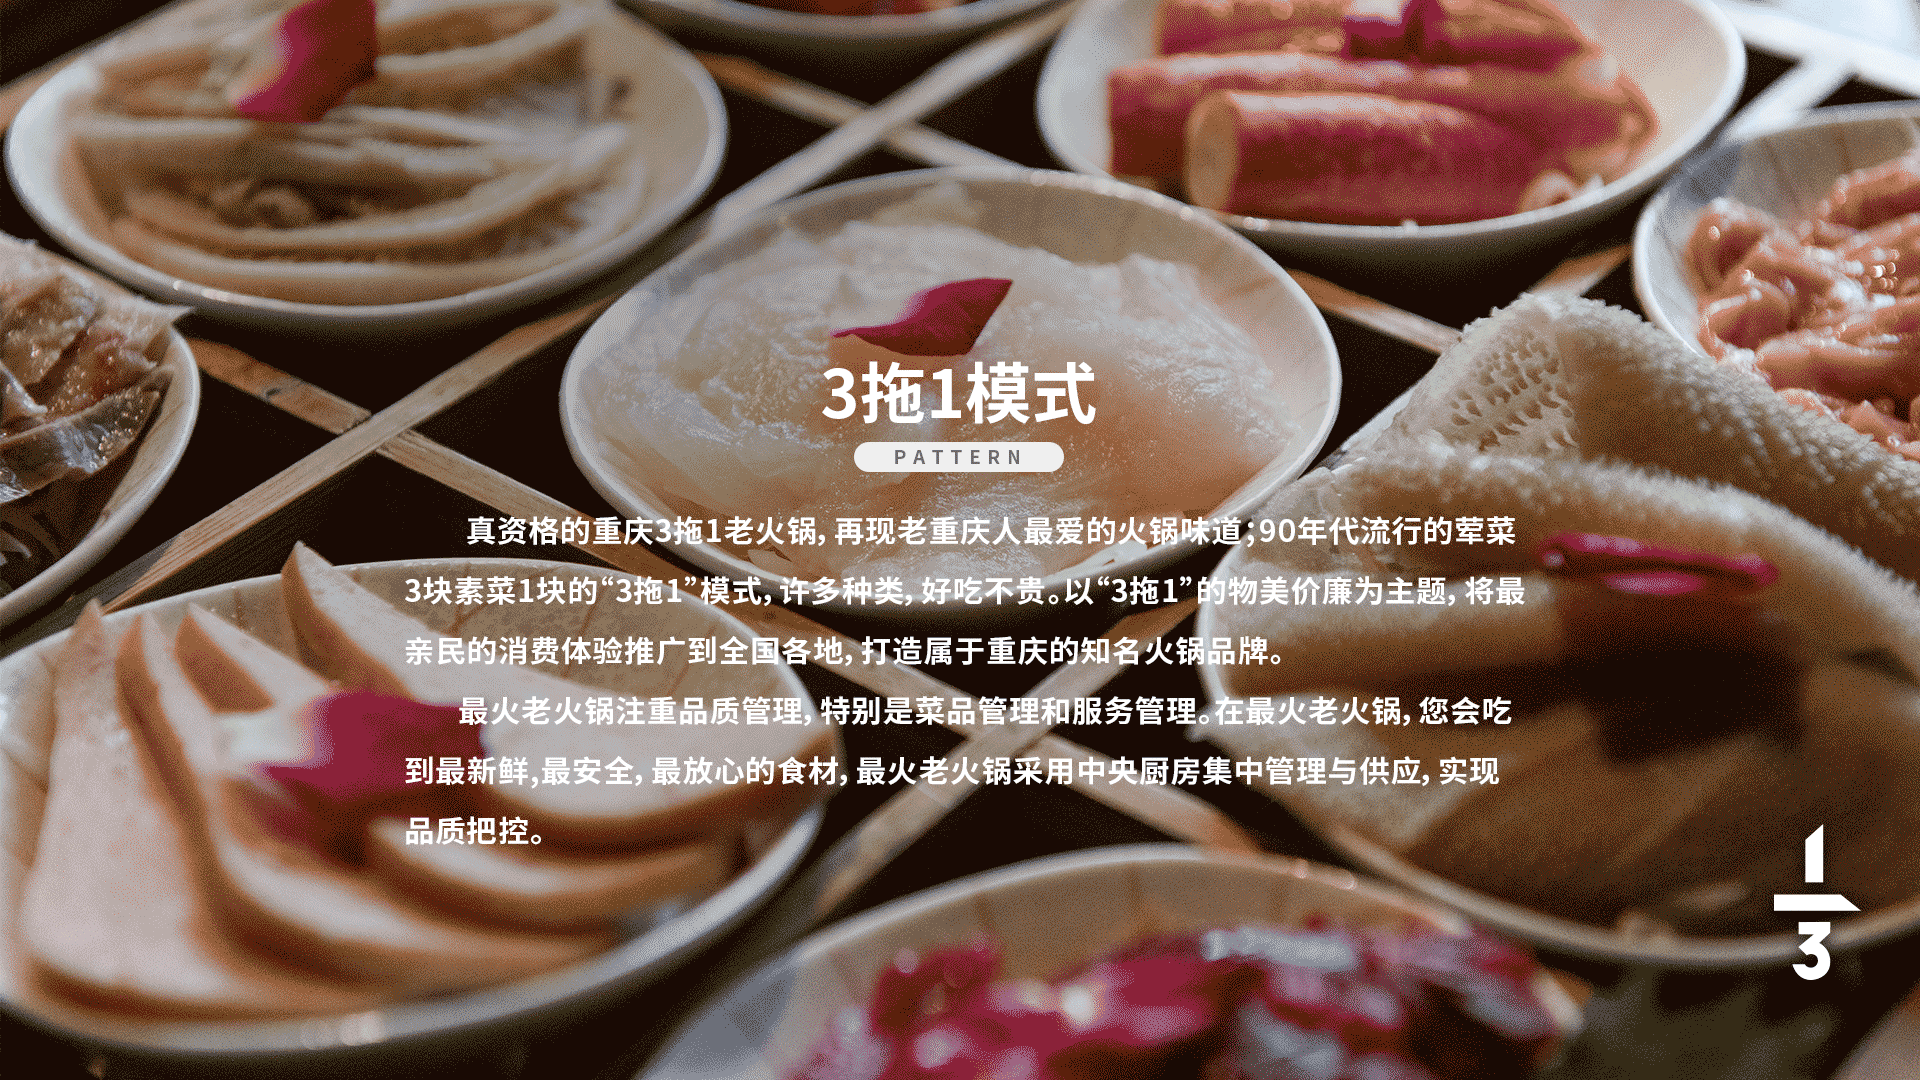 3拖1模式
PATTERN
真资格的重庆3拖1老火锅，再现老重庆人最爱的火锅味道；90年代流行的荤菜
3块素菜1块的“3拖1”模式，许多种类，好吃不贵。以“3拖1”的物美价廉为主题，将最
亲民的消费体验推广到全国各地，打造属于重庆的知名火锅品牌。
最火老火锅注重品质管理，特别是菜品管理和服务管理。在最火老火锅，您会吃
到最新鲜,最安全，最放心的食材，最火老火锅采用中央厨房集中管理与供应，实现
品质把控。
1
3